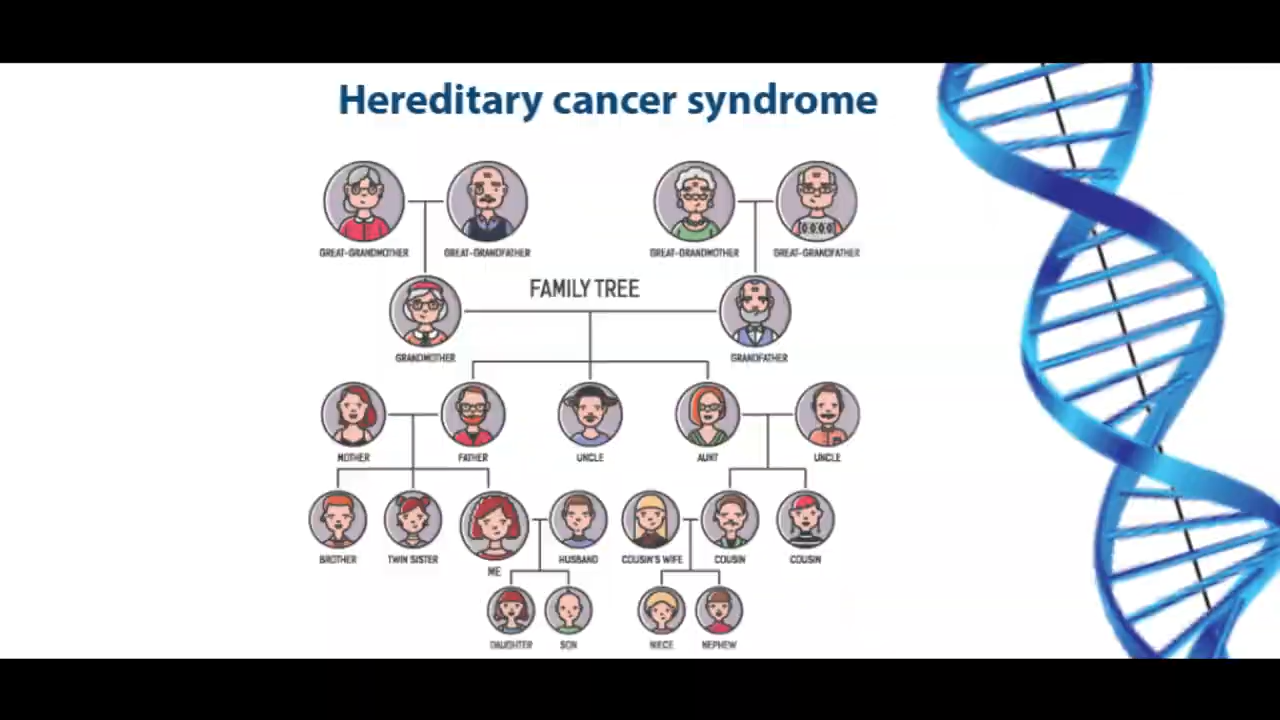 Hereditary cancer syndrome
GREAT-GRANDMOTHER GREAT-GRANDFATHER GREAT-GRANDMOTHER GREAT-GRANDFATHER
FAMILY TREE
GRANDMOTHER GRANDFATHER
MOTHER FATHER UNCLE AUNT UNCLE
BROTHER TWIN SISTER ME HUSBAND COUSIN'S WIFE COUSIN COUSIN
DAUGHTER SON NIECE NEPHEW